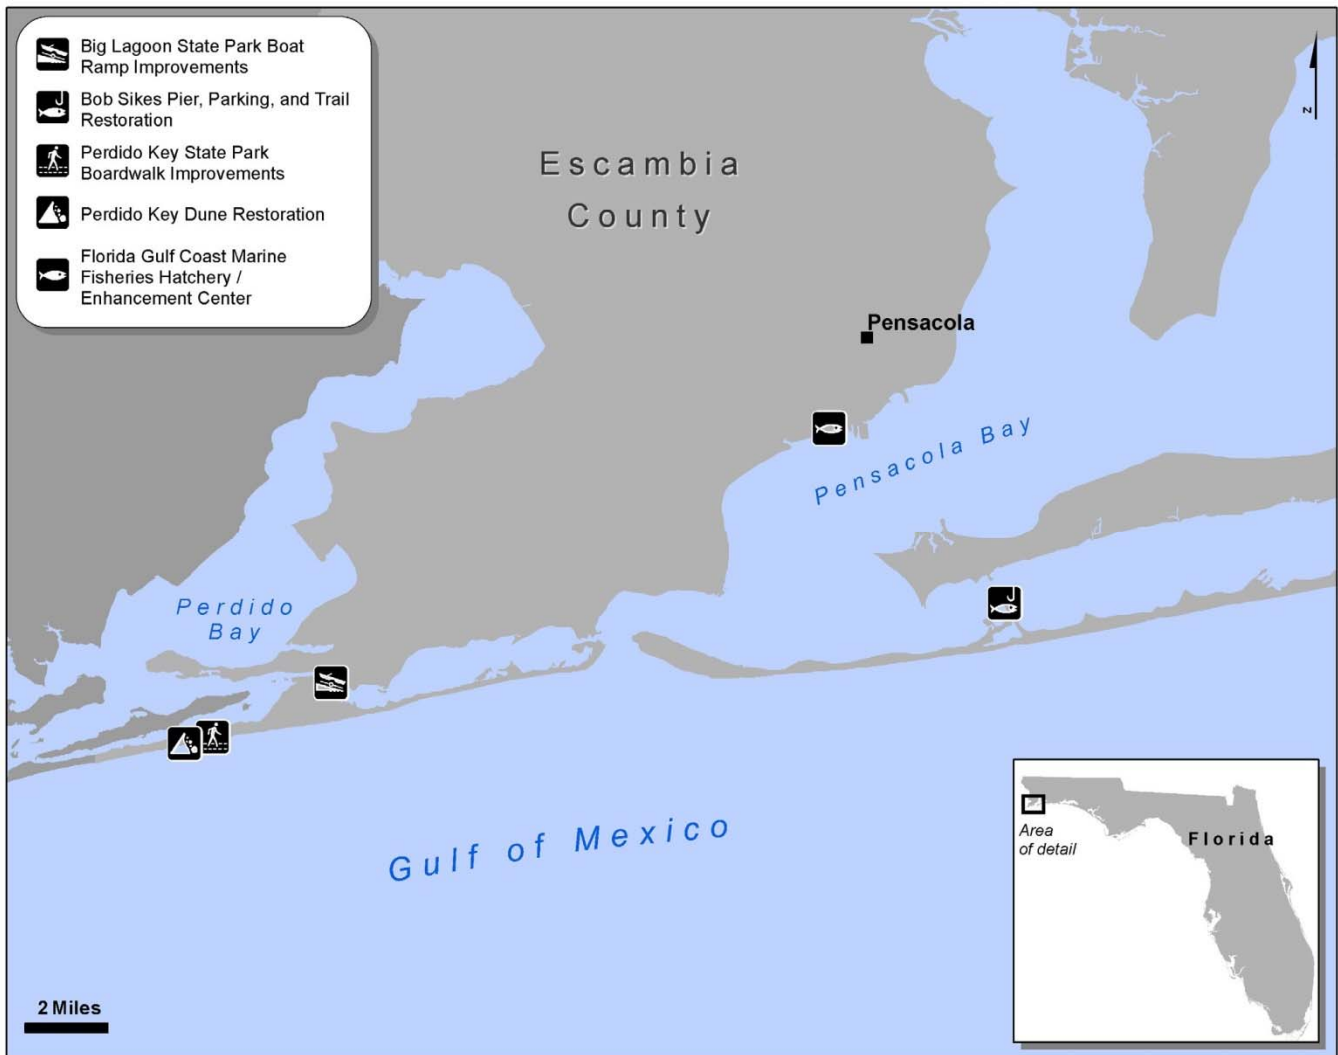 Big Lagoon State Park Boat
Ramp Improvements
Bob Sikes Pier, Parking, and Trail
Restoration
Perdido Key State Park
Boardwalk Improvements
Perdido Key Dune Restoration
Florida Gulf Coast Marine
Fisheries Hatchery /
Enhancement Center
N
Escambia
County
Pensacola
Pensacola Bay
Perdido
Bay
Gulf of Mexico
Florida
Area
of detail
2 Miles